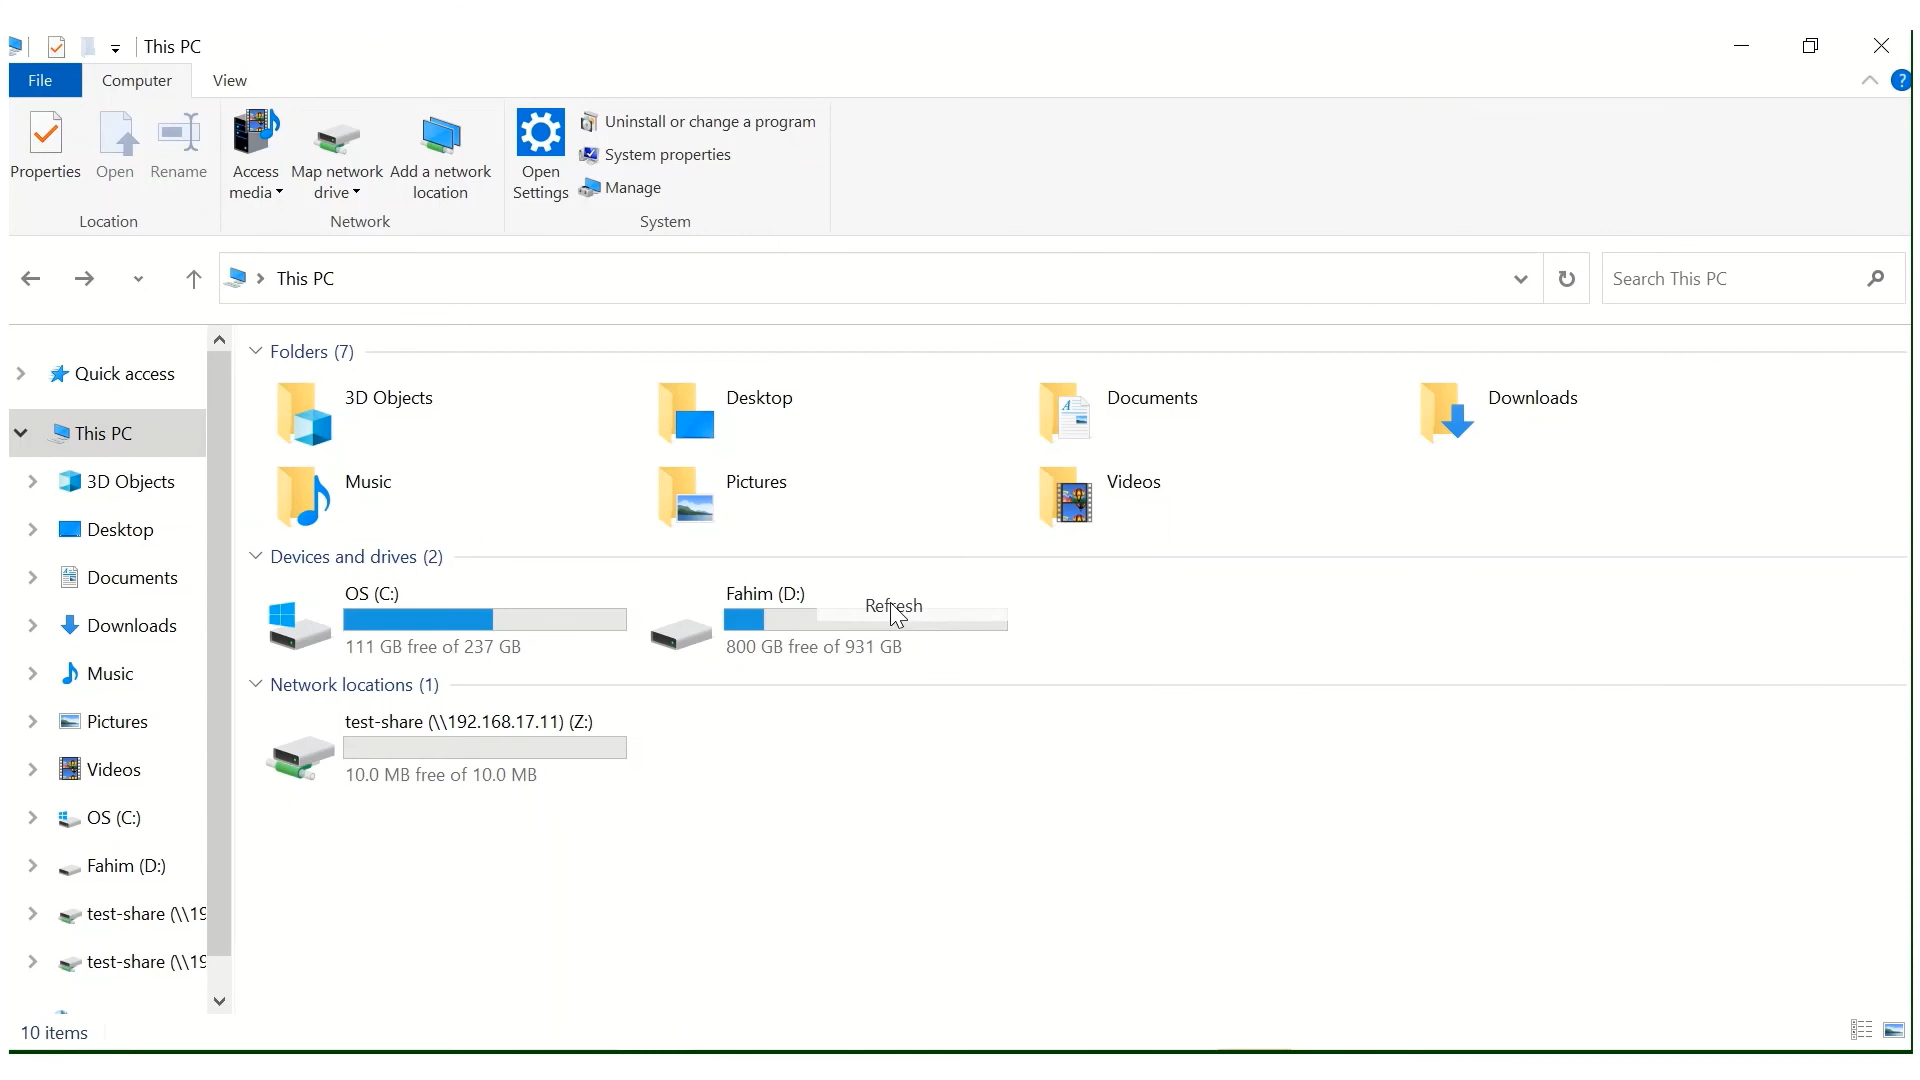 This PC
File Computer View
Properties Open Rename
Access media Map network drive Add a network location
Open Settings
Uninstall or change a program
System properties
Manage
Location Network System
This PC
Search This PC
Quick access
This PC
3D Objects
Desktop
Documents
Downloads
Music
Pictures
Videos
OS (C:)
Fahim (D:)
test-share (\\19
test-share (\\19
Folders (7)
3D Objects Desktop Documents Downloads
Music Pictures Videos
Devices and drives (2)
OS (C:) Fahim (D:)
Refresh
111 GB free of 237 GB 800 GB free of 931 GB
Network locations (1)
test-share (\\192.168.17.11) (Z:)
10.0 MB free of 10.0 MB
10 items